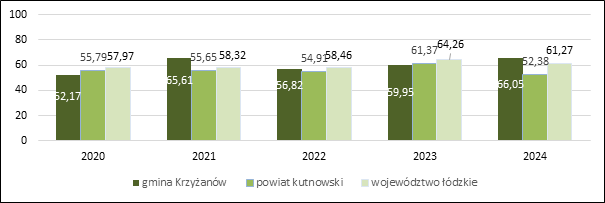 100
80
60
40
20
0
52,17 55,79 57,97
65,61 55,65 58,32
56,82 54,91 58,46
59,95 61,37 64,26
66,05 52,38 61,27
2020 2021 2022 2023 2024
gmina Krzyżanów powiat kutnowski województwo łódzkie